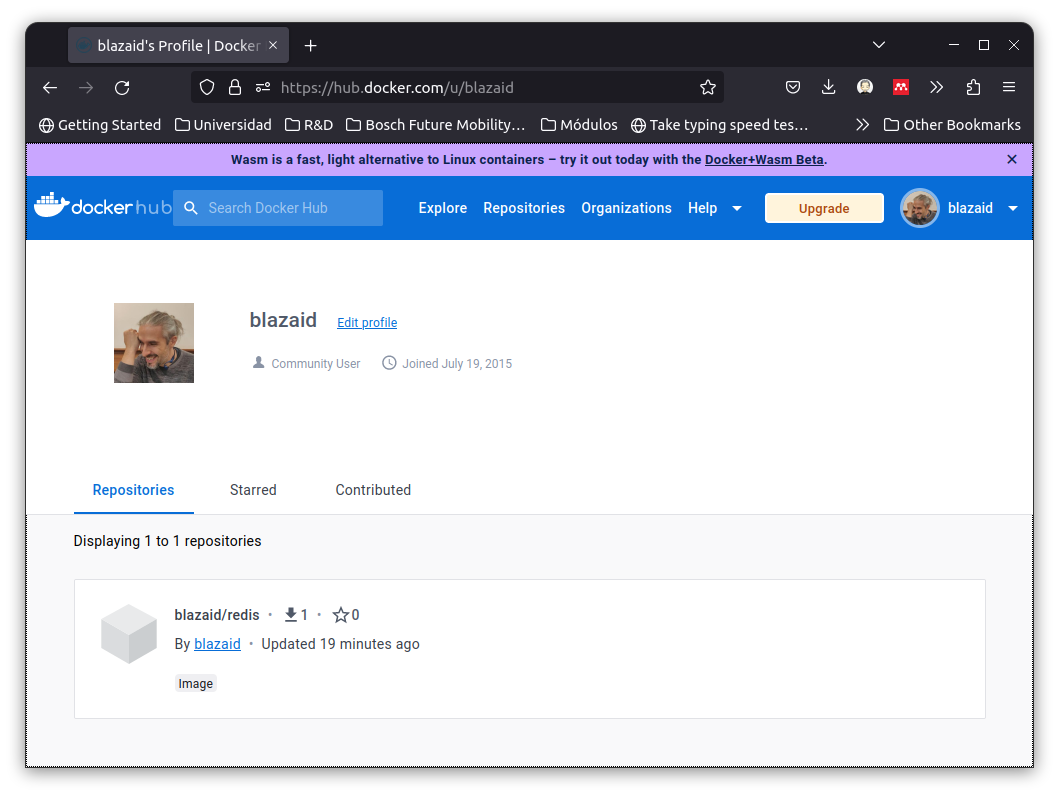 blazaid's Profile | Docker
https://hub.docker.com/u/blazaid
Getting Started Universidad R&D Bosch Future Mobility… Módulos Take typing speed tes… Other Bookmarks
Wasm is a fast, light alternative to Linux containers – try it out today with the Docker+Wasm Beta.
dockerhub Search Docker Hub Explore Repositories Organizations Help Upgrade blazaid
blazaid Edit profile
Community User Joined July 19, 2015
Repositories Starred Contributed
Displaying 1 to 1 repositories
blazaid/redis • 1 • 0
By blazaid • Updated 19 minutes ago
Image